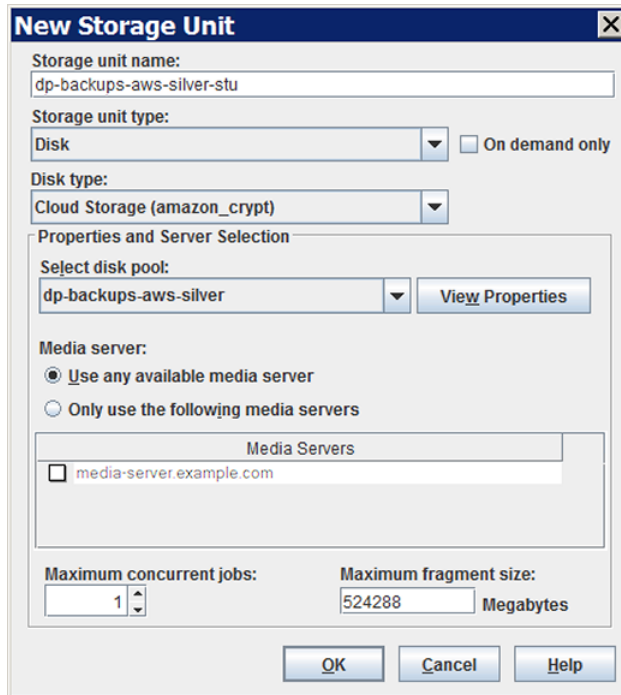 New Storage Unit
Storage unit name:
dp-backups-aws-silver-stu
Storage unit type:
Disk
On demand only
Disk type:
Cloud Storage (amazon_crypt)
Properties and Server Selection
Select disk pool:
dp-backups-aws-silver
View Properties
Media server:
Use any available media server
Only use the following media servers
Media Servers
media-server.example.com
Maximum concurrent jobs: Maximum fragment size:
1 524288 Megabytes
OK Cancel Help